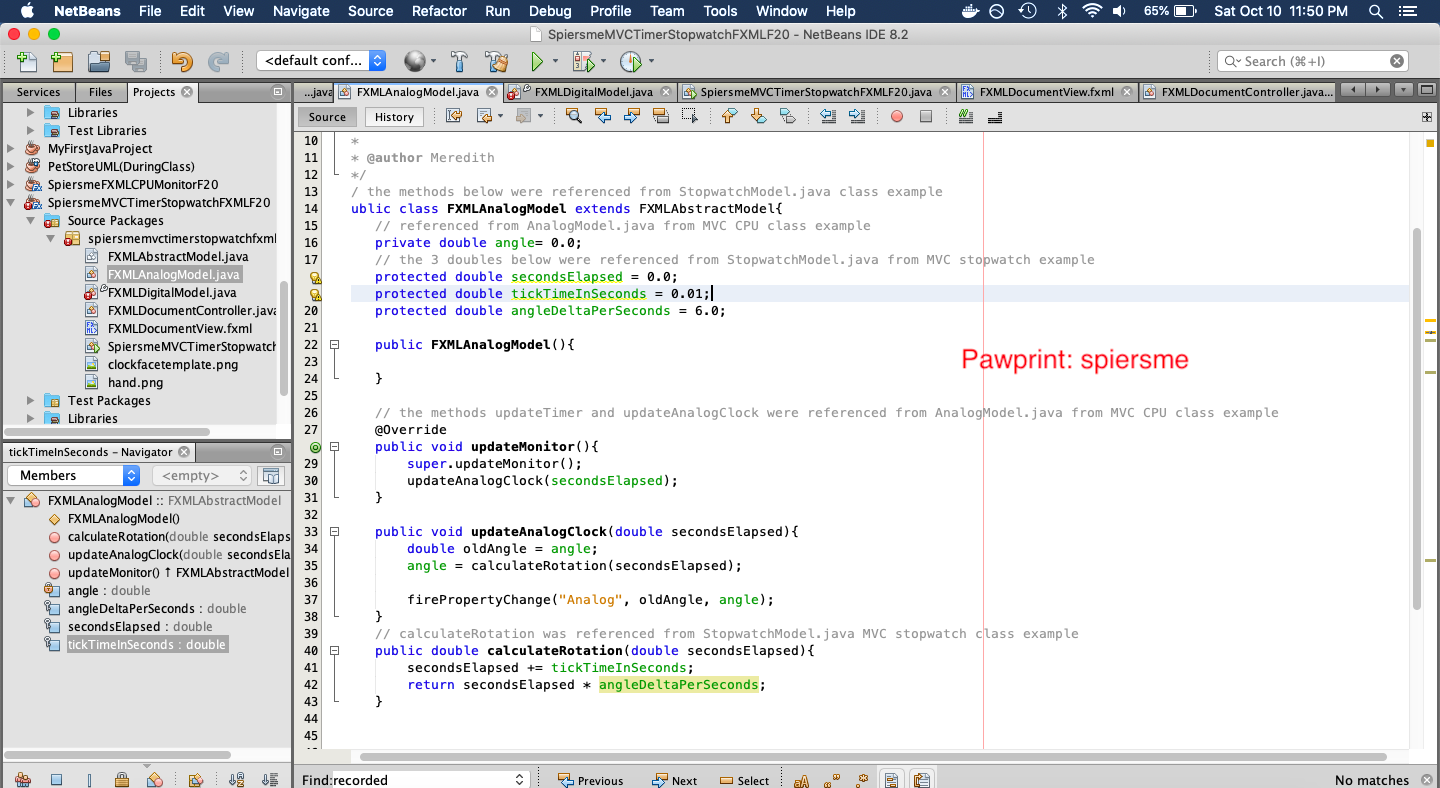 NetBeans File Edit View Navigate Source Refactor Run Debug Profile Team Tools Window Help 65% Sat Oct 10 11:50 PM
SpiersmeMVCTimerStopwatchFXMLF20 - NetBeans IDE 8.2
<default conf... Search (⌘+I)
Services Files Projects
Libraries
Test Libraries
MyFirstJavaProject
PetStoreUML(DuringClass)
SpiersmeFXMLCPUMonitorF20
SpiersmeMVCTimerStopwatchFXMLF20
Source Packages
spiersmemvctimerstopwatchfxml
FXMLAbstractModel.java
FXMLAnalogModel.java
FXMLDigitalModel.java
FXMLDocumentController.java
FXMLDocumentView.fxml
SpiersmeMVCTimerStopwatch
clockfacetemplate.png
hand.png
Test Packages
Libraries
tickTimeInSeconds - Navigator
Members <empty>
FXMLAnalogModel :: FXMLAbstractModel
FXMLAnalogModel()
calculateRotation(double secondsElaps
updateAnalogClock(double secondsEla
updateMonitor() ↑ FXMLAbstractModel
angle : double
angleDeltaPerSeconds : double
secondsElapsed : double
tickTimeInSeconds : double
...java FXMLAnalogModel.java FXMLDigitalModel.java SpiersmeMVCTimerStopwatchFXMLF20.java FXMLDocumentView.fxml FXMLDocumentController.java...
Source History
10 *
11 * @author Meredith
12 */
13 / the methods below were referenced from StopwatchModel.java class example
14 ublic class FXMLAnalogModel extends FXMLAbstractModel{
15 // referenced from AnalogModel.java from MVC CPU class example
16 private double angle= 0.0;
17 // the 3 doubles below were referenced from StopwatchModel.java from MVC stopwatch example
18 protected double secondsElapsed = 0.0;
19 protected double tickTimeInSeconds = 0.01;
20 protected double angleDeltaPerSeconds = 6.0;
21
22 public FXMLAnalogModel(){
23
24 }
25
26 // the methods updateTimer and updateAnalogClock were referenced from AnalogModel.java from MVC CPU class example
27 @Override
28 public void updateMonitor(){
29 super.updateMonitor();
30 updateAnalogClock(secondsElapsed);
31 }
32
33 public void updateAnalogClock(double secondsElapsed){
34 double oldAngle = angle;
35 angle = calculateRotation(secondsElapsed);
36
37 firePropertyChange("Analog", oldAngle, angle);
38 }
39 // calculateRotation was referenced from StopwatchModel.java MVC stopwatch class example
40 public double calculateRotation(double secondsElapsed){
41 secondsElapsed += tickTimeInSeconds;
42 return secondsElapsed * angleDeltaPerSeconds;
43 }
44
45
Pawprint: spiersme
Find: recorded Previous Next Select No matches